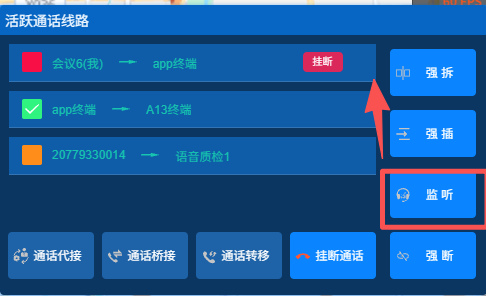 活跃通话线路
会议6(我) → app终端 挂断
强拆
app终端 → A13终端
强插
20779330014 → 语音质检1
监听
通话代接 通话桥接 通话转移 挂断通话 强断